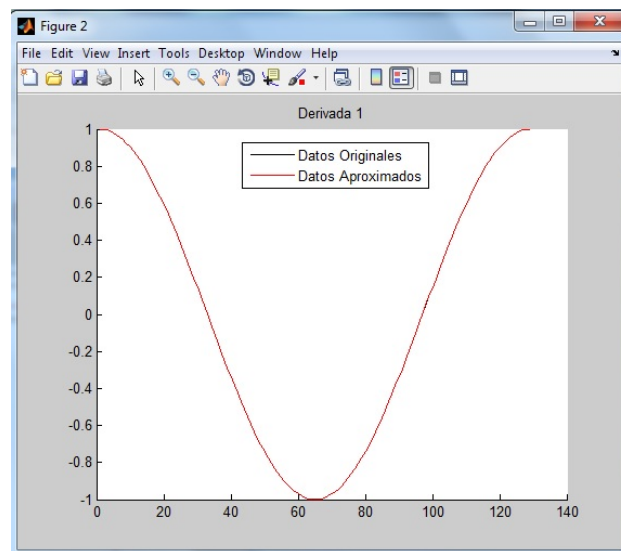 Figure 2
File Edit View Insert Tools Desktop Window Help
Derivada 1
Datos Originales
Datos Aproximados
1
0.8
0.6
0.4
0.2
0
-0.2
-0.4
-0.6
-0.8
-1
0 20 40 60 80 100 120 140